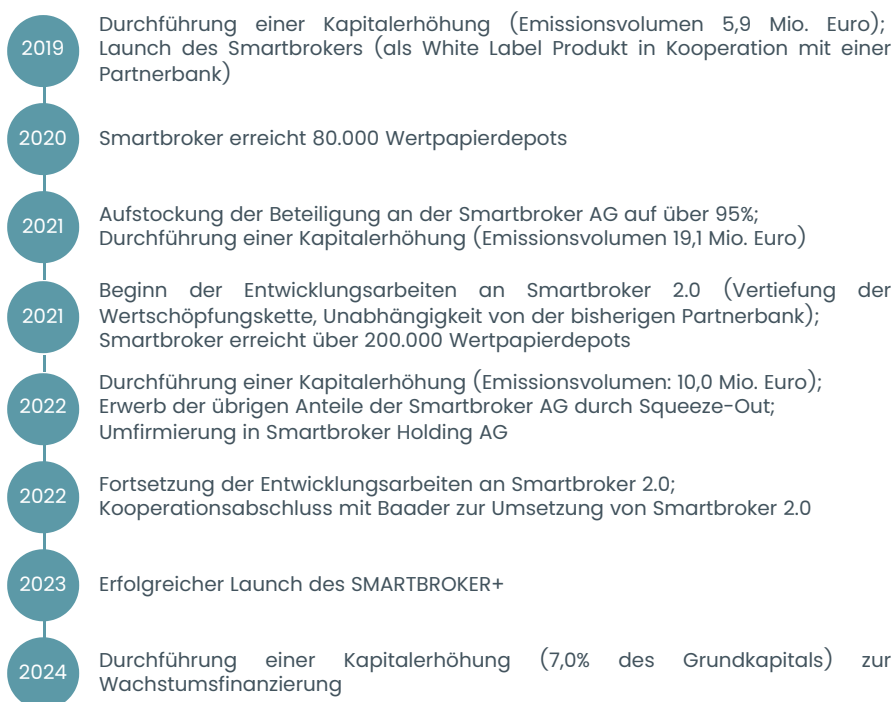 2019
Durchführung einer Kapitalerhöhung (Emissionsvolumen 5,9 Mio. Euro);
Launch des Smartbrokers (als White Label Produkt in Kooperation mit einer
Partnerbank)
2020
Smartbroker erreicht 80.000 Wertpapierdepots
2021
Aufstockung der Beteiligung an der Smartbroker AG auf über 95%;
Durchführung einer Kapitalerhöhung (Emissionsvolumen 19,1 Mio. Euro)
2021
Beginn der Entwicklungsarbeiten an Smartbroker 2.0 (Vertiefung der
Wertschöpfungskette, Unabhängigkeit von der bisherigen Partnerbank);
Smartbroker erreicht über 200.000 Wertpapierdepots
2022
Durchführung einer Kapitalerhöhung (Emissionsvolumen: 10,0 Mio. Euro);
Erwerb der übrigen Anteile der Smartbroker AG durch Squeeze-Out;
Umfirmierung in Smartbroker Holding AG
2022
Fortsetzung der Entwicklungsarbeiten an Smartbroker 2.0;
Kooperationsabschluss mit Baader zur Umsetzung von Smartbroker 2.0
2023
Erfolgreicher Launch des SMARTBROKER+
2024
Durchführung einer Kapitalerhöhung (7,0% des Grundkapitals) zur
Wachstumsfinanzierung